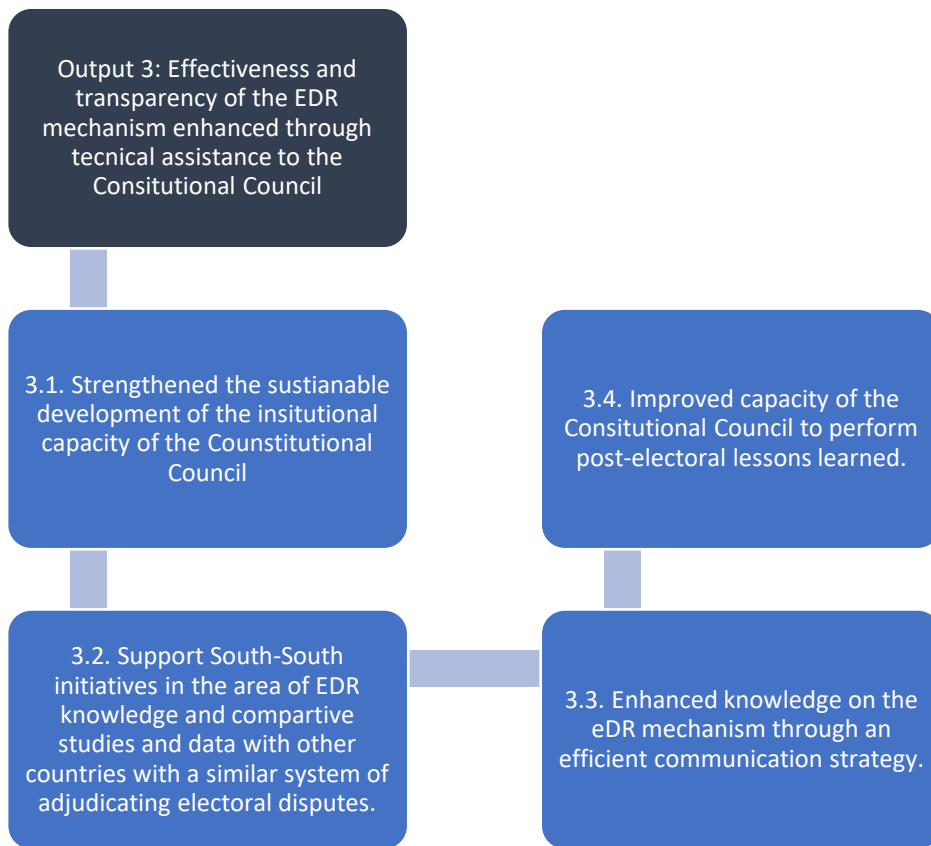 Output 3: Effectiveness and
transparency of the EDR
mechanism enhanced through
tecnical assistance to the
Consitutional Council
3.1. Strengthened the sustianable
development of the insitutional
capacity of the Counstitutional
Council
3.2. Support South-South
initiatives in the area of EDR
knowledge and compartive
studies and data with other
countries with a similar system of
adjudicating electoral disputes.
3.3. Enhanced knowledge on the
eDR mechanism through an
efficient communication strategy.
3.4. Improved capacity of the
Consitutional Council to perform
post-electoral lessons learned.